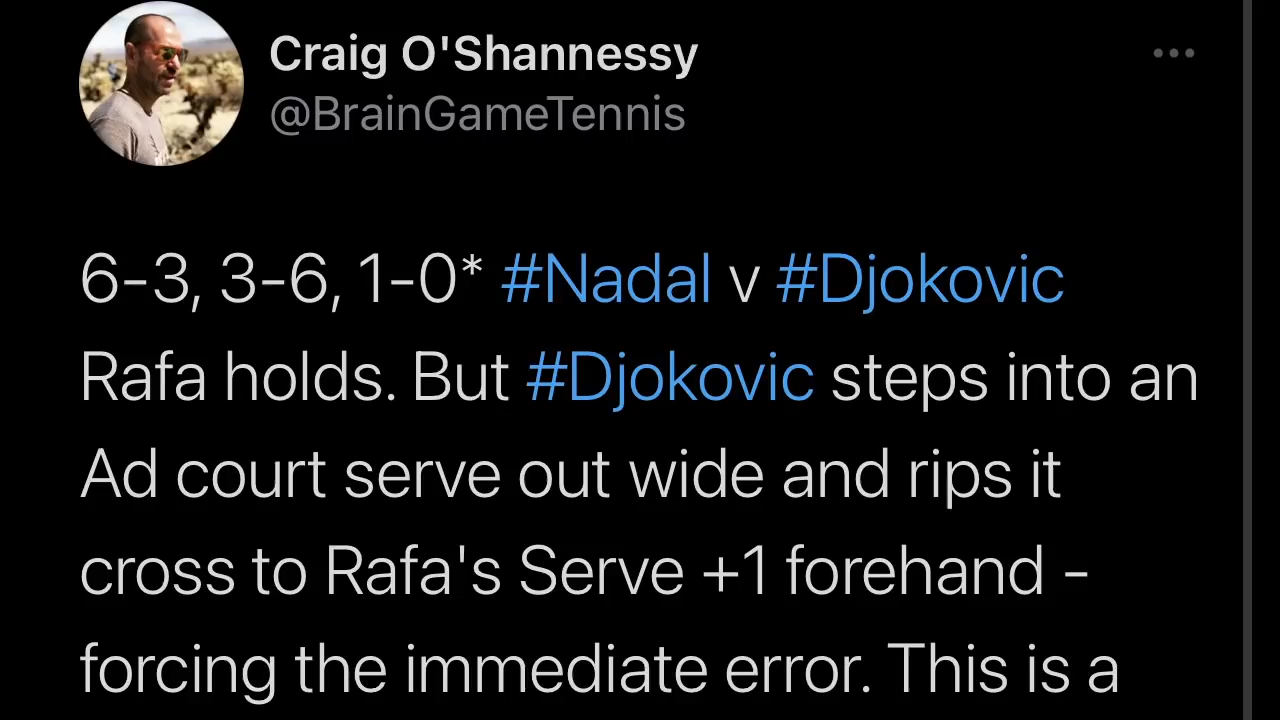 Craig O'Shannessy
@BrainGameTennis
6-3, 3-6, 1-0* #Nadal v #Djokovic
Rafa holds. But #Djokovic steps into an
Ad court serve out wide and rips it
cross to Rafa's Serve +1 forehand -
forcing the immediate error. This is a